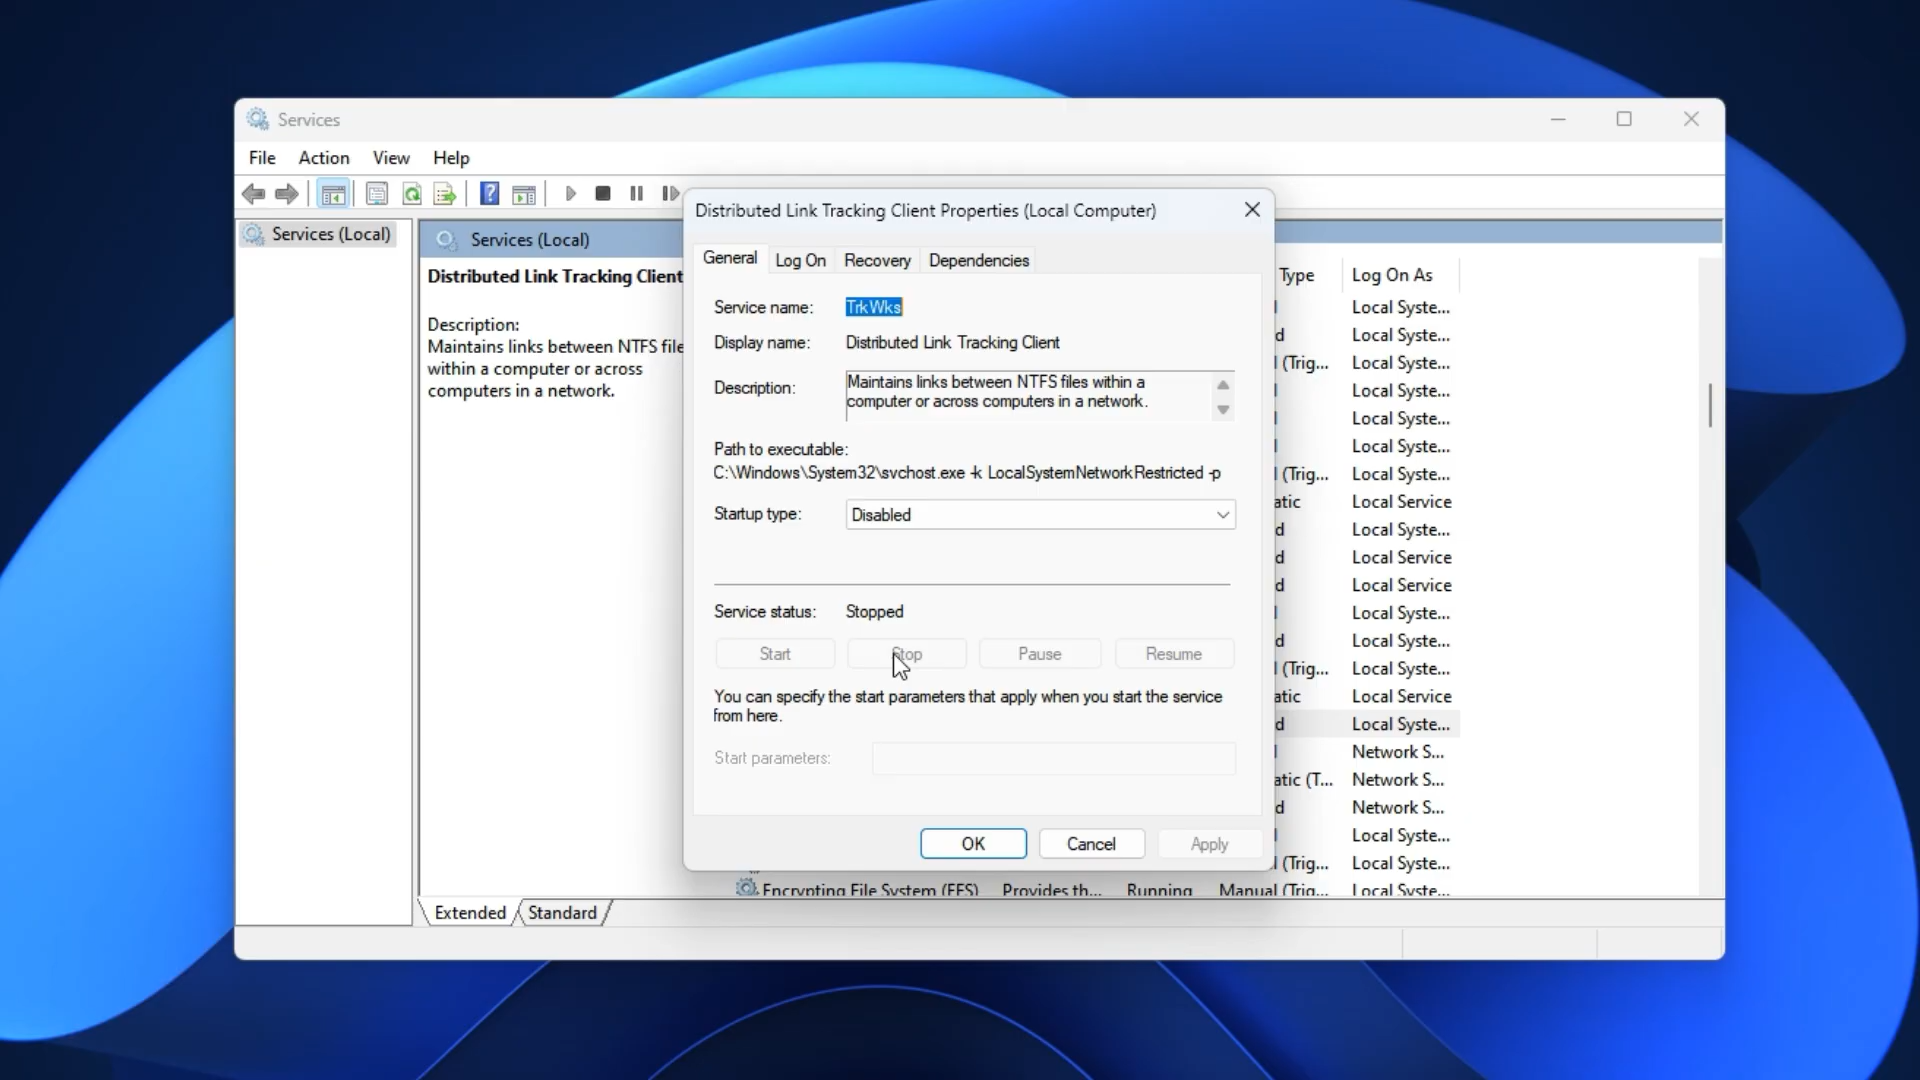 Services
File Action View Help
Services (Local)
Services (Local)
Distributed Link Tracking Client
Description:
Maintains links between NTFS file
within a computer or across
computers in a network.
Distributed Link Tracking Client Properties (Local Computer)
General Log On Recovery Dependencies
Service name: TrkWks
Display name: Distributed Link Tracking Client
Description: Maintains links between NTFS files within a
computer or across computers in a network.
Path to executable:
C:\Windows\System32\svchost.exe -k LocalSystemNetworkRestricted -p
Startup type: Disabled
Service status: Stopped
Start Stop Pause Resume
You can specify the start parameters that apply when you start the service
from here.
Start parameters:
OK Cancel Apply
Type Log On As
Local Syste...
d Local Syste...
(Trig... Local Syste...
Local Syste...
Local Syste...
Local Syste...
(Trig... Local Syste...
atic Local Service
d Local Syste...
d Local Service
d Local Service
Local Syste...
d Local Syste...
(Trig... Local Syste...
atic Local Service
d Local Syste...
Network S...
atic (T... Network S...
d Network S...
Local Syste...
(Trig... Local Syste...
Encrypting File System (EFS) Provides th... Running Manual (Trig... Local Syste...
Extended Standard